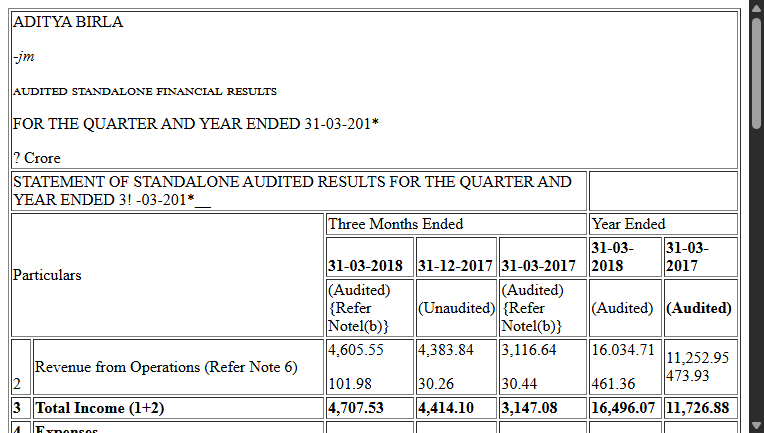 ADITYA BIRLA
-jm
AUDITED STANDALONE FINANCIAL RESULTS
FOR THE QUARTER AND YEAR ENDED 31-03-201*
? Crore
STATEMENT OF STANDALONE AUDITED RESULTS FOR THE QUARTER AND
YEAR ENDED 3! -03-201*__
Particulars
Three Months Ended
Year Ended
31-03-2018
31-12-2017
31-03-2017
31-03-
2018
31-03-
2017
(Audited)
{Refer
Notel(b)}
(Unaudited)
(Audited)
{Refer
Notel(b)}
(Audited)
(Audited)
2
Revenue from Operations (Refer Note 6)
4,605.55
101.98
4,383.84
30.26
3,116.64
30.44
16.034.71
461.36
11,252.95
473.93
3 Total Income (1+2) 4,707.53 4,414.10 3,147.08 16,496.07 11,726.88
4 Expenses